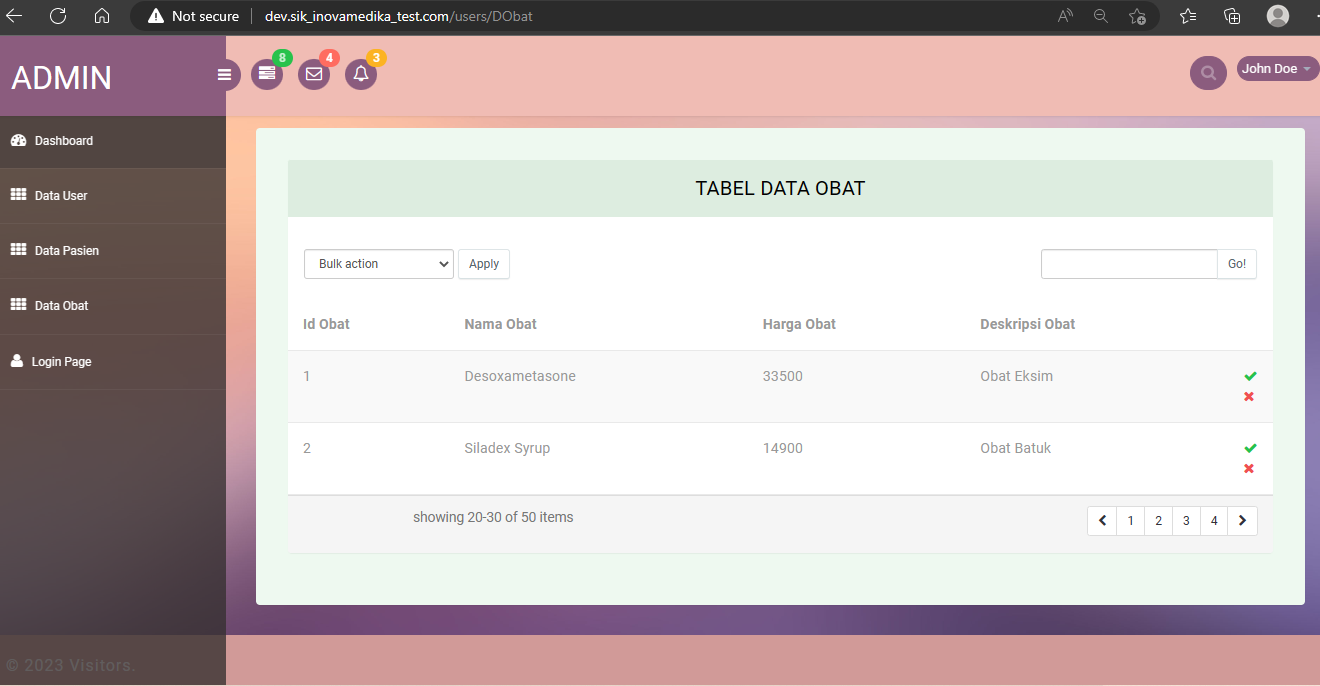 Not secure dev.sik_inovamedika_test.com/users/DObat
ADMIN
8 4 3
John Doe
Dashboard
Data User
Data Pasien
Data Obat
Login Page
TABEL DATA OBAT
Bulk action Apply Go!
Id Obat Nama Obat Harga Obat Deskripsi Obat
1 Desoxametasone 33500 Obat Eksim
2 Siladex Syrup 14900 Obat Batuk
showing 20-30 of 50 items 1 2 3 4
© 2023 Visitors.